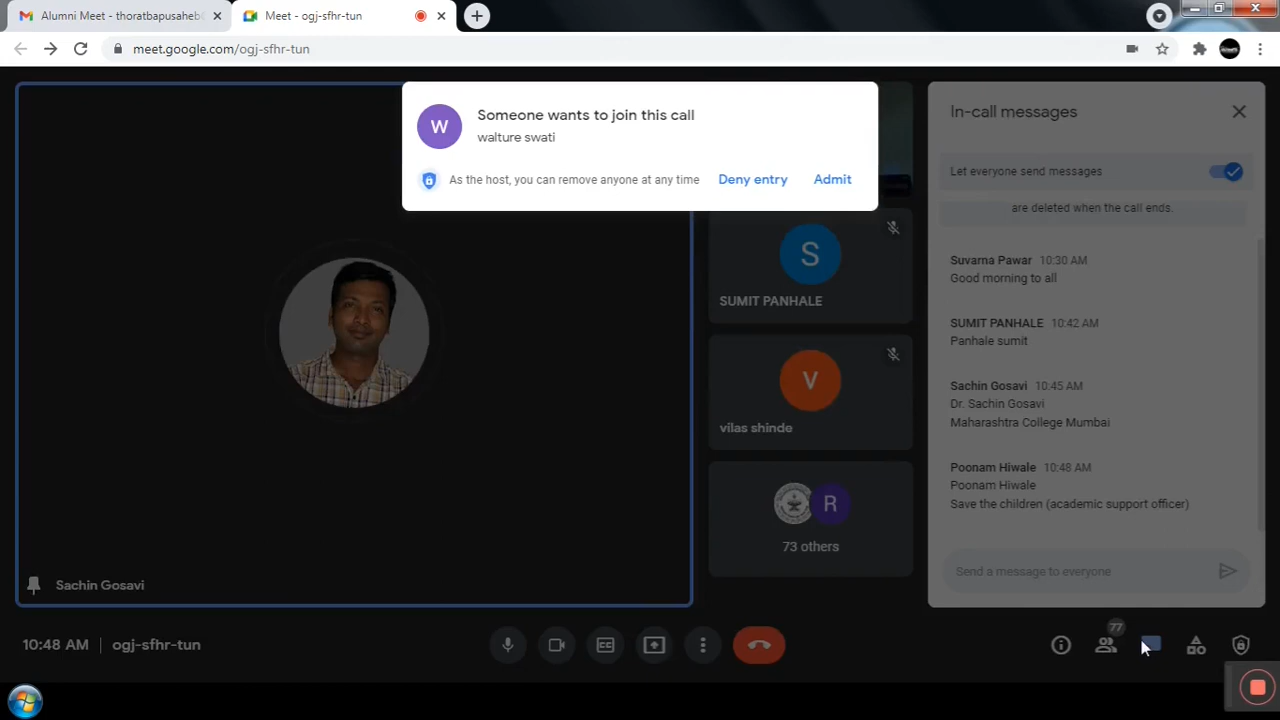 Alumni Meet - thoratbapusaheb
Meet - ogj-sfhr-tun
meet.google.com/ogj-sfhr-tun
W
Someone wants to join this call
walture swati
As the host, you can remove anyone at any time
Deny entry
Admit
In-call messages
Let everyone send messages
are deleted when the call ends.
Suvarna Pawar 10:30 AM
Good morning to all
SUMIT PANHALE 10:42 AM
Panhale sumit
Sachin Gosavi 10:45 AM
Dr. Sachin Gosavi
Maharashtra College Mumbai
Poonam Hiwale 10:48 AM
Poonam Hiwale
Save the children (academic support officer)
Send a message to everyone
S
SUMIT PANHALE
V
vilas shinde
R
73 others
Sachin Gosavi
10:48 AM | ogj-sfhr-tun
77